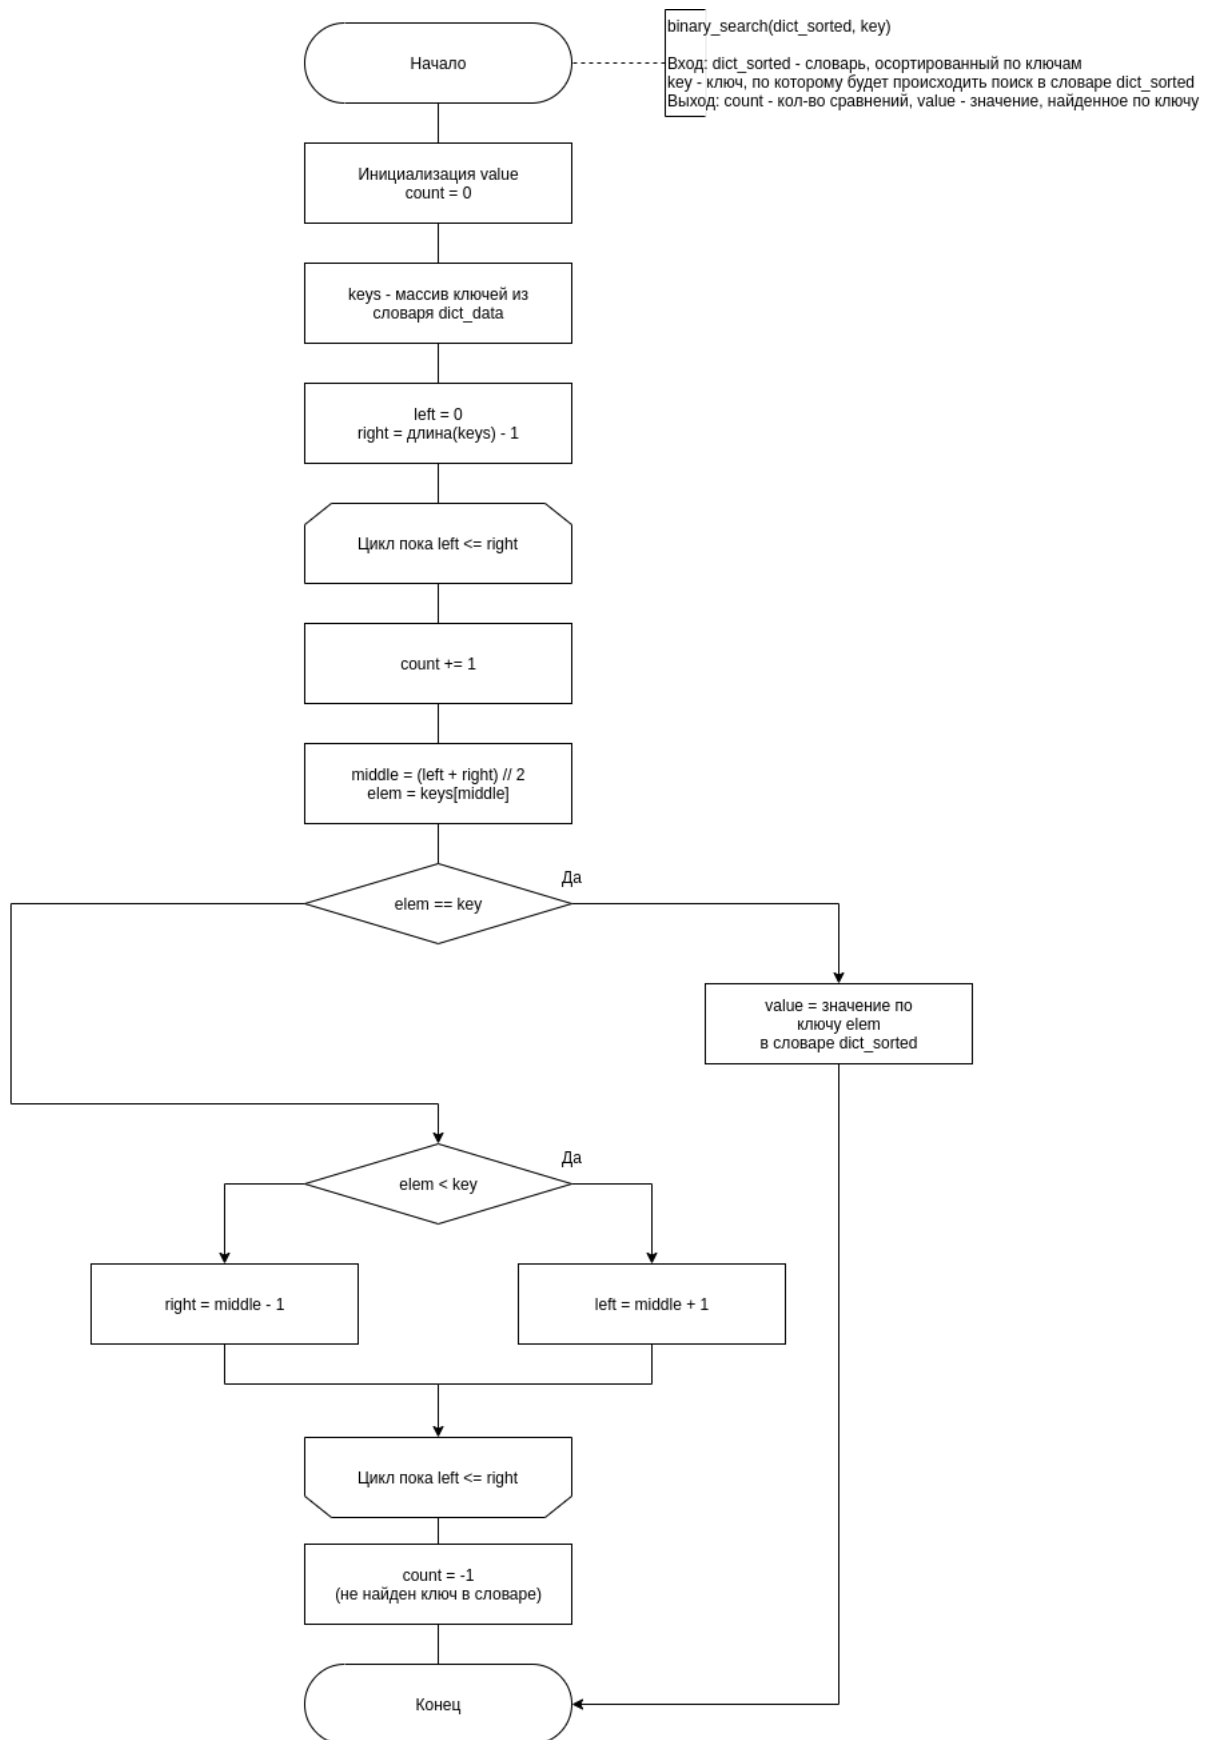 Начало
binary_search(dict_sorted, key)
Вход: dict_sorted - словарь, осортированный по ключам
key - ключ, по которому будет происходить поиск в словаре dict_sorted
Выход: count - кол-во сравнений, value - значение, найденное по ключу
Инициализация value
count = 0
keys - массив ключей из
словаря dict_data
left = 0
right = длина(keys) - 1
Цикл пока left <= right
count += 1
middle = (left + right) // 2
elem = keys[middle]
Да
elem == key
value = значение по
ключу elem
в словаре dict_sorted
Да
elem < key
right = middle - 1
left = middle + 1
Цикл пока left <= right
count = -1
(не найден ключ в словаре)
Конец